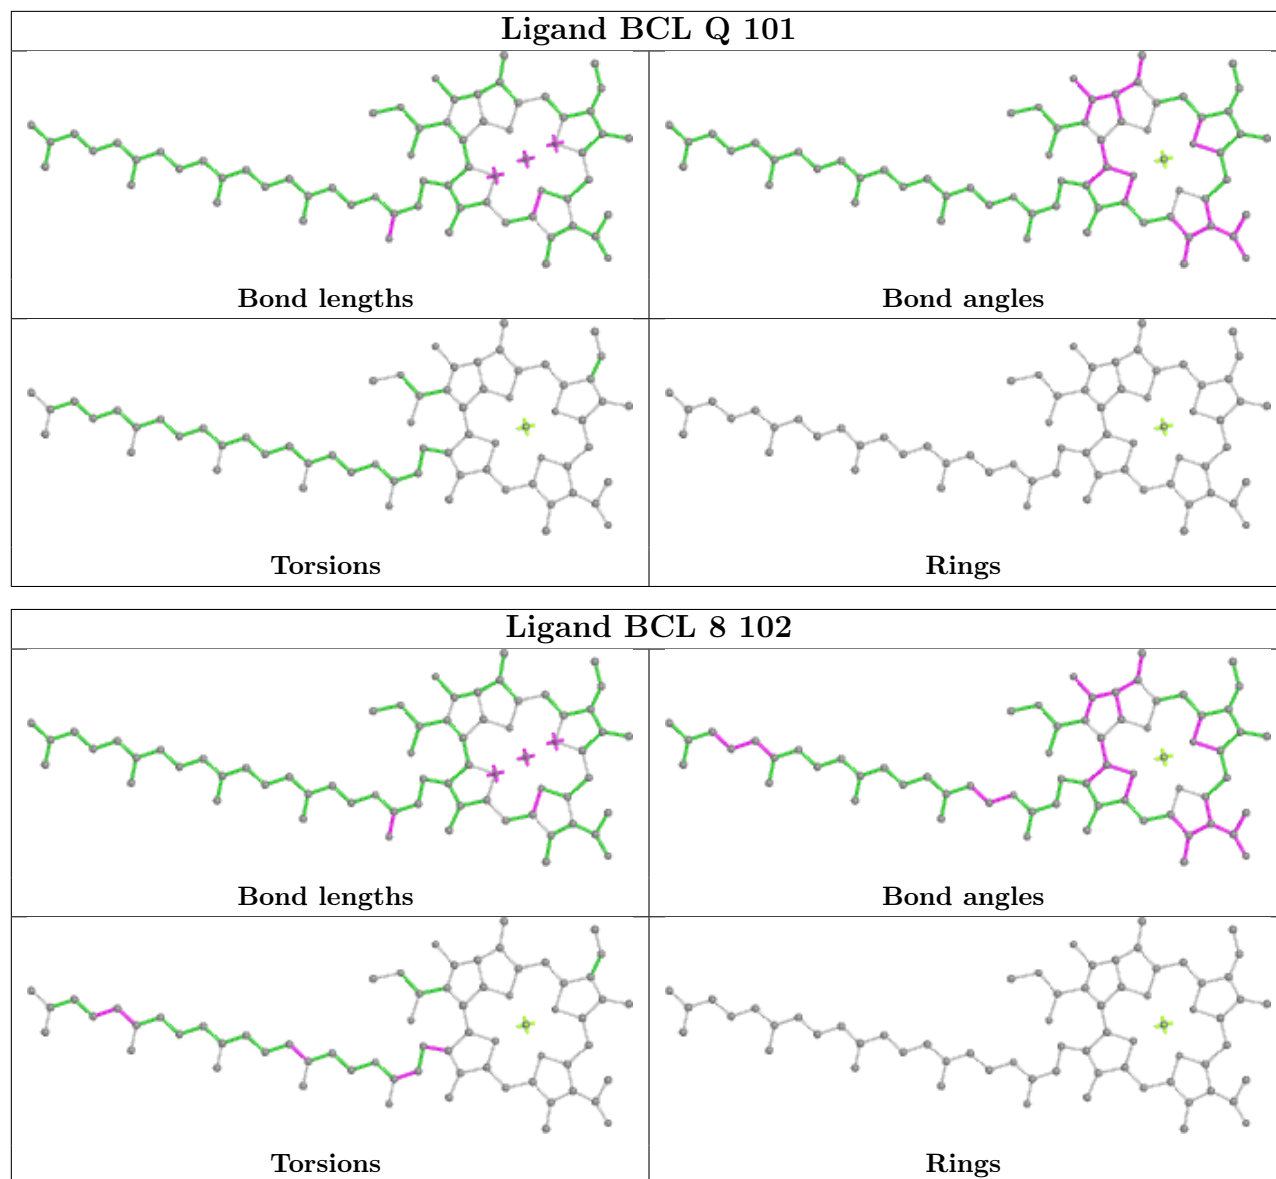 Ligand BCL Q 101
Bond lengths
Bond angles
Torsions
Rings
Ligand BCL 8 102
Bond lengths
Bond angles
Torsions
Rings